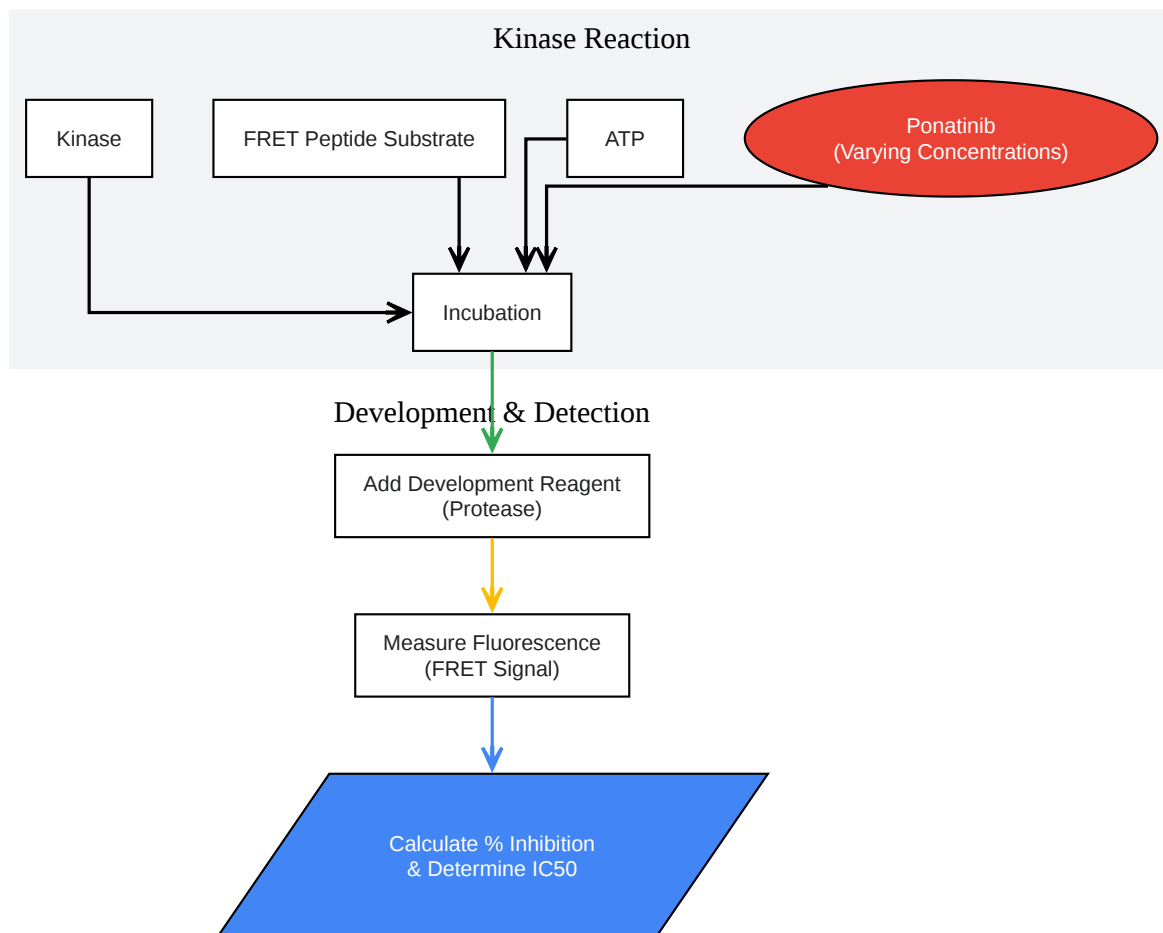 Kinase Reaction
Kinase
FRET Peptide Substrate
ATP
Ponatinib
(Varying Concentrations)
Incubation
Development & Detection
Add Development Reagent
(Protease)
Measure Fluorescence
(FRET Signal)
Calculate % Inhibition
& Determine IC50